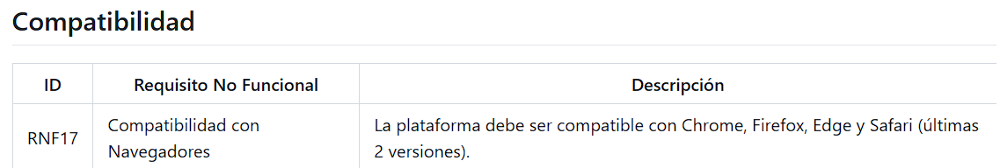 Compatibilidad
ID Requisito No Funcional Descripción
RNF17 Compatibilidad con Navegadores La plataforma debe ser compatible con Chrome, Firefox, Edge y Safari (últimas 2 versiones).